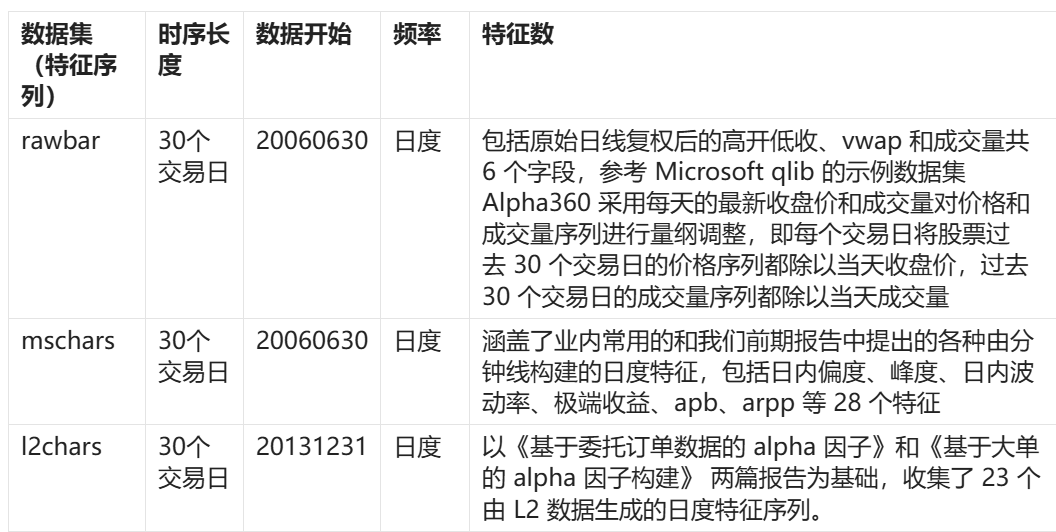 数据集
（特征序
列）
时序长
度
数据开始
频率
特征数
rawbar
30个
交易日
20060630
日度
包括原始日线复权后的高开低收、vwap 和成交量共
6 个字段，参考 Microsoft qlib 的示例数据集
Alpha360 采用每天的最新收盘价和成交量对价格和
成交量序列进行量纲调整，即每个交易日将股票过
去 30 个交易日的价格序列都除以当天收盘价，过去
30 个交易日的成交量序列都除以当天成交量
mschars
30个
交易日
20060630
日度
涵盖了业内常用的和我们前期报告中提出的各种由分
钟线构建的日度特征，包括日内偏度、峰度、日内波
动率、极端收益、apb、arpp 等 28 个特征
l2chars
30个
交易日
20131231
日度
以《基于委托订单数据的 alpha 因子》和《基于大单
的 alpha 因子构建》 两篇报告为基础，收集了 23 个
由 L2 数据生成的日度特征序列。